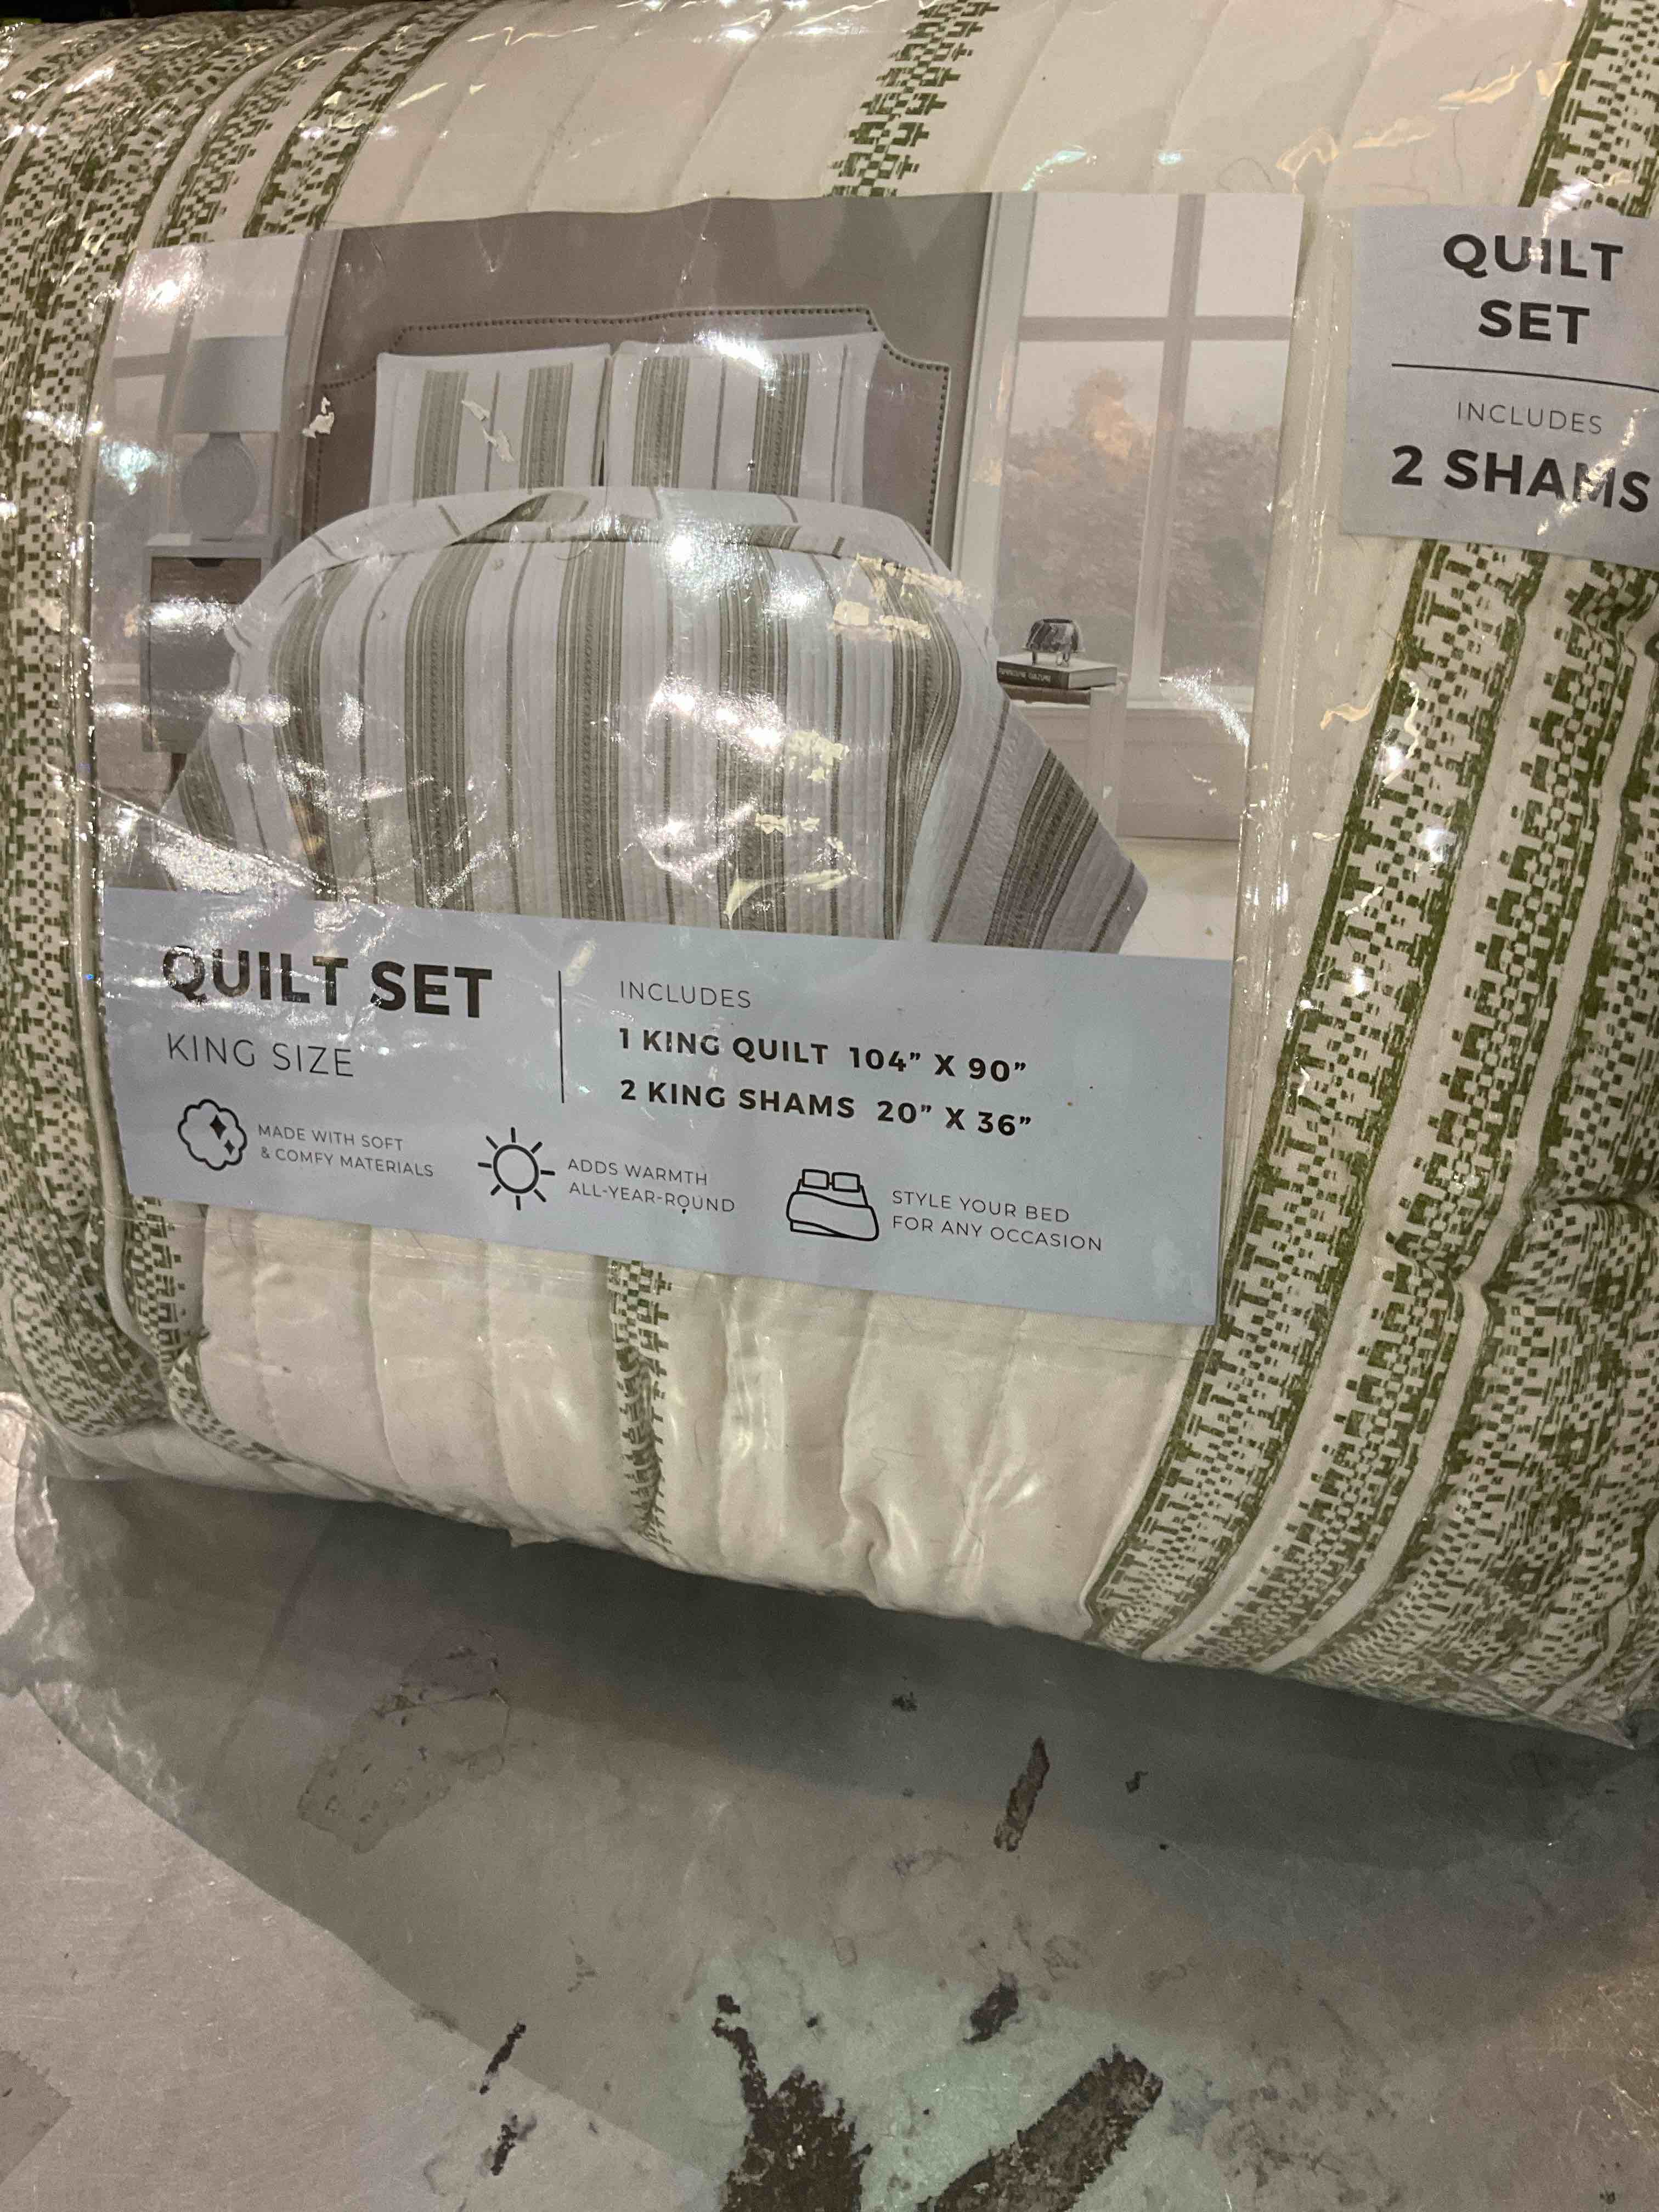 QUILT
SET
INCLUDES
2 SHAMS
QUILT SET
KING SIZE
INCLUDES
1 KING QUILT 104” X 90”
2 KING SHAMS 20” X 36”
MADE WITH SOFT
& COMFY MATERIALS
ADDS WARMTH
ALL-YEAR-ROUND
STYLE YOUR BED
FOR ANY OCCASION